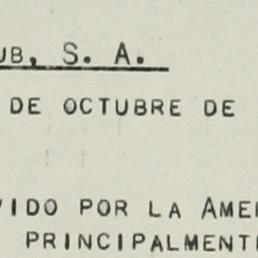 UB, S. A.
DE OCTUBRE DE
VIDO POR LA AME
PRINCIPALMENT